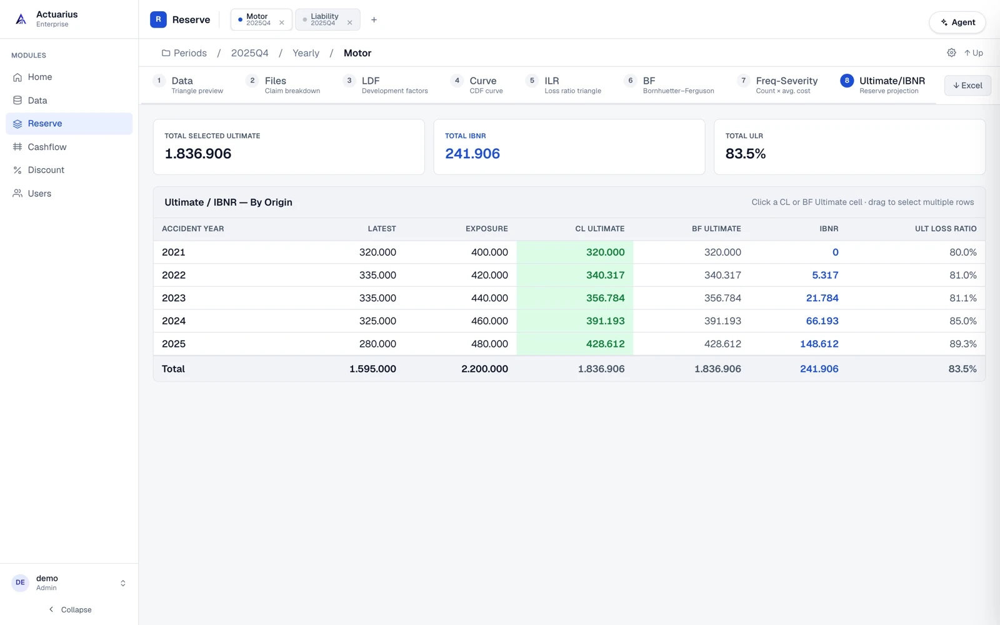 Actuarius
Enterprise
MODULES
Home
Data
Reserve
Cashflow
Discount
Users
DE
demo
Admin
Collapse
R Reserve
Motor
2025Q4
Liability
2025Q4
Agent
Periods / 2025Q4 / Yearly / Motor
↑ Up
1 Data
Triangle preview
2 Files
Claim breakdown
3 LDF
Development factors
4 Curve
CDF curve
5 ILR
Loss ratio triangle
6 BF
Bornhuetter–Ferguson
7 Freq-Severity
Count × avg. cost
8 Ultimate/IBNR
Reserve projection
↓ Excel
TOTAL SELECTED ULTIMATE
1.836.906
TOTAL IBNR
241.906
TOTAL ULR
83.5%
Ultimate / IBNR — By Origin
Click a CL or BF Ultimate cell · drag to select multiple rows
ACCIDENT YEAR LATEST EXPOSURE CL ULTIMATE BF ULTIMATE IBNR ULT LOSS RATIO
2021 320.000 400.000 320.000 320.000 0 80.0%
2022 335.000 420.000 340.317 340.317 5.317 81.0%
2023 335.000 440.000 356.784 356.784 21.784 81.1%
2024 325.000 460.000 391.193 391.193 66.193 85.0%
2025 280.000 480.000 428.612 428.612 148.612 89.3%
Total 1.595.000 2.200.000 1.836.906 1.836.906 241.906 83.5%